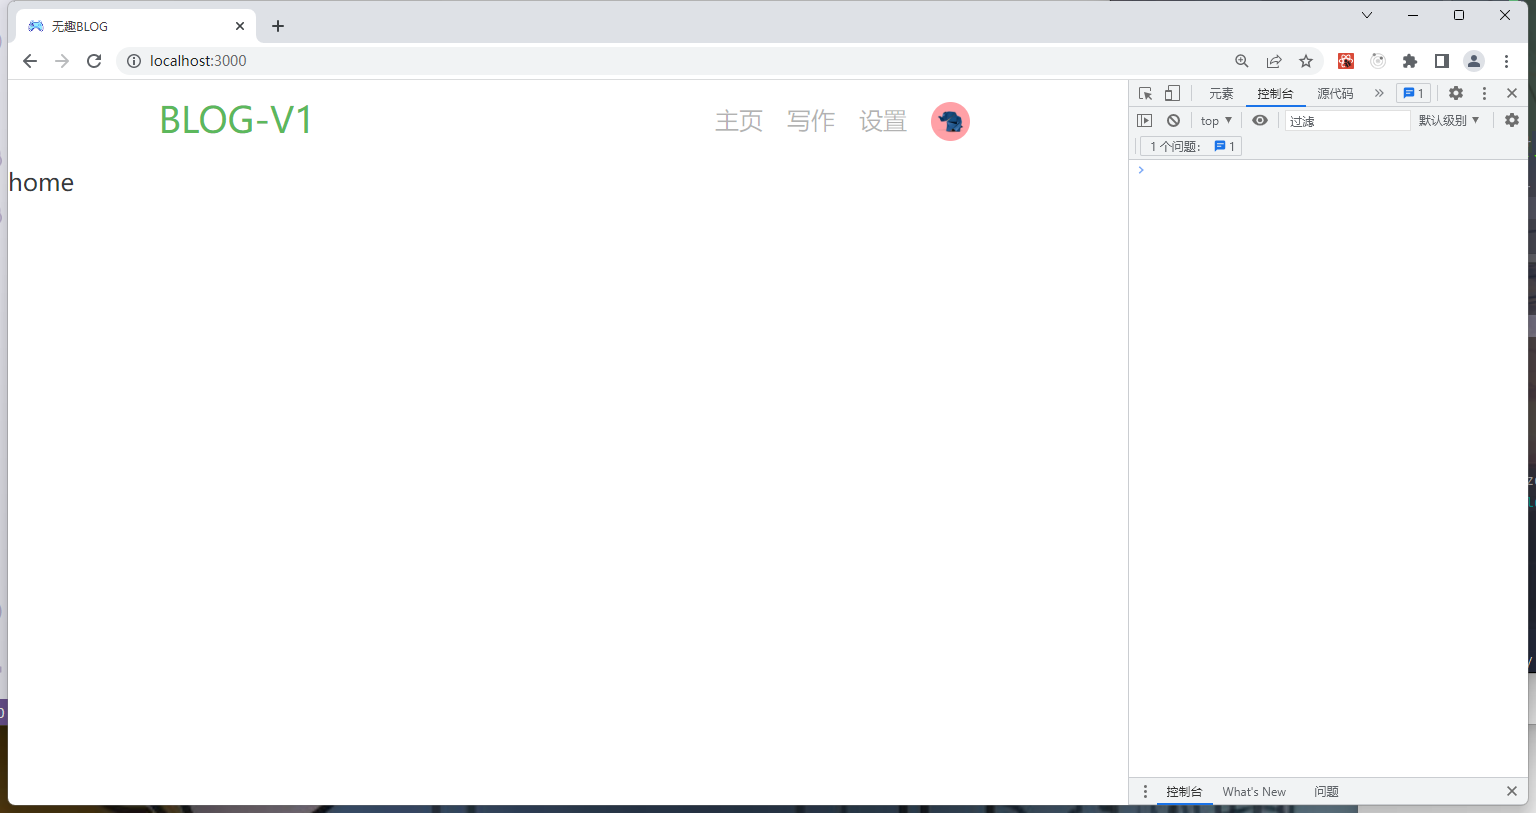 无趣BLOG
localhost:3000
BLOG-V1
主页 写作 设置
home
元素 控制台 源代码 1
top 过滤 默认级别
1 个问题： 1
控制台 What's New 问题